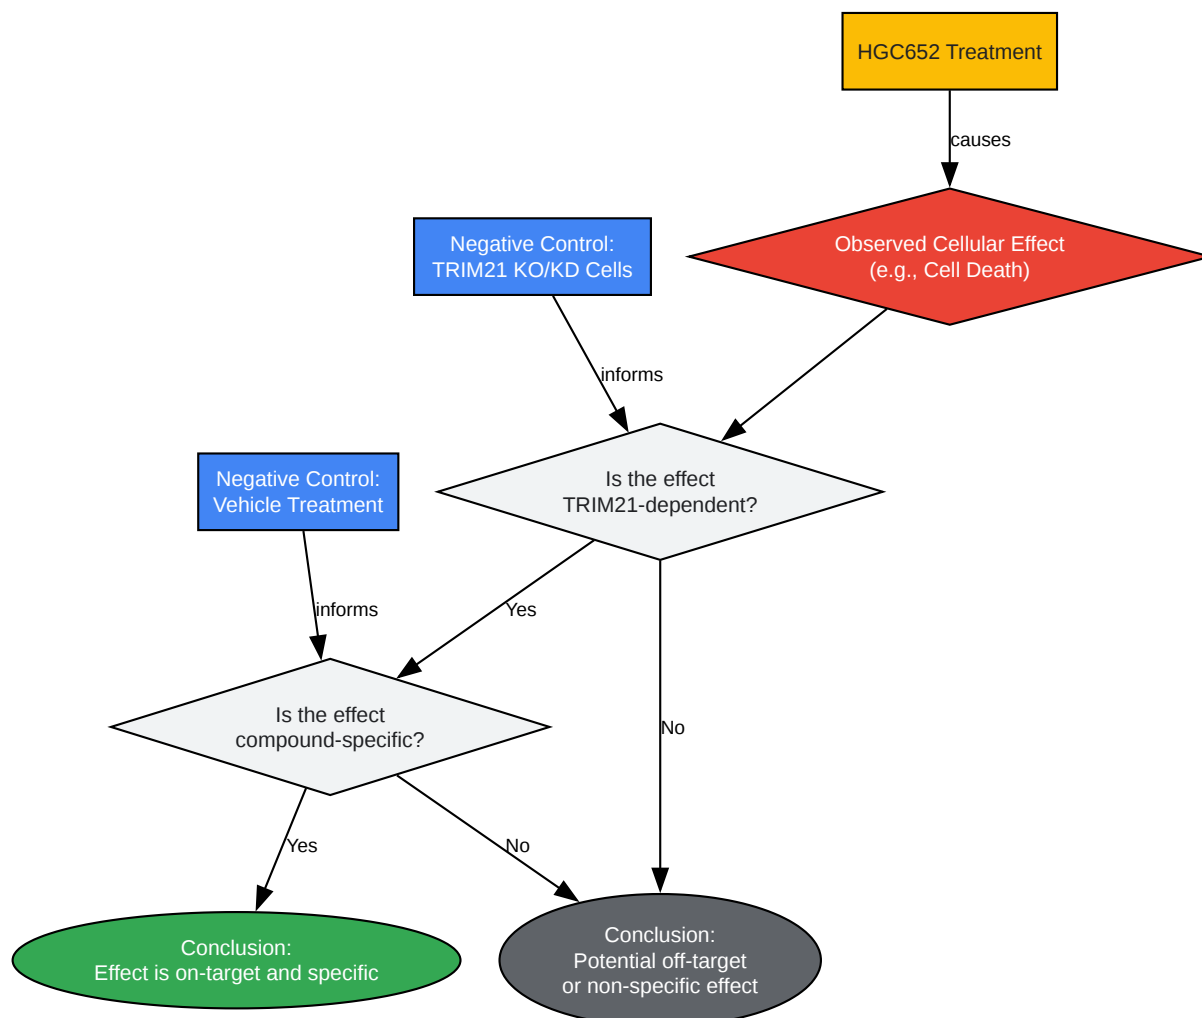 HGC652 Treatment
causes
Negative Control:
TRIM21 KO/KD Cells
Observed Cellular Effect
(e.g., Cell Death)
informs
Negative Control:
Vehicle Treatment
Is the effect
TRIM21-dependent?
informs
Yes
Is the effect
compound-specific?
No
Yes
No
Conclusion:
Effect is on-target and specific
Conclusion:
Potential off-target
or non-specific effect